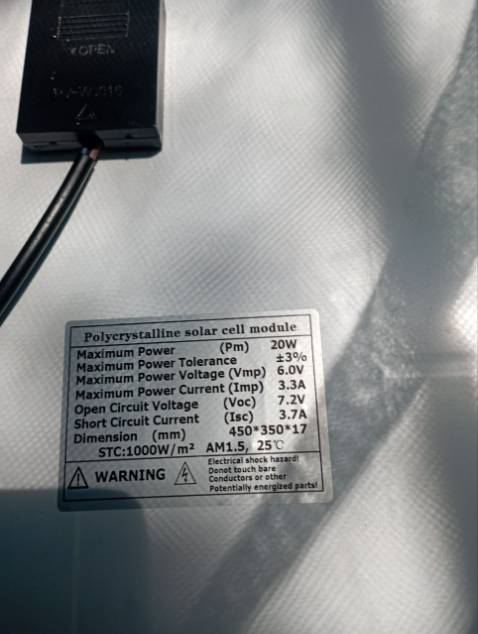 OPEN
Polycrystalline solar cell module
Maximum Power (Pm) 20W
Maximum Power Tolerance ±3%
Maximum Power Voltage (Vmp) 6.0V
Maximum Power Current (Imp) 3.3A
Open Circuit Voltage (Voc) 7.2V
Short Circuit Current (Isc) 3.7A
Dimension (mm) 450*350*17
STC:1000W/m² AM1.5, 25℃
WARNING
Electrical shock hazard!
Donot touch bare
Conductors or other
Potentially energized parts!